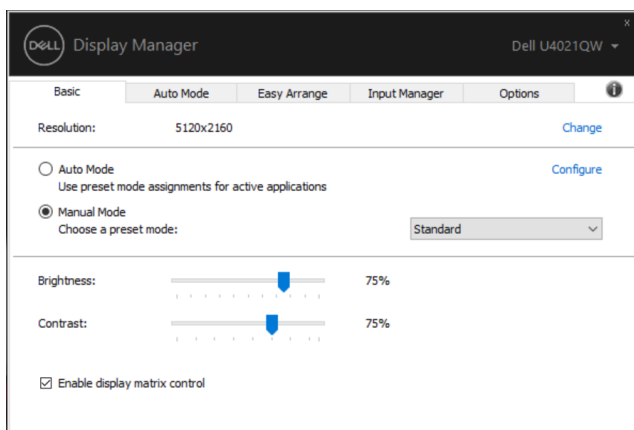 DELL Display Manager
Dell U4021QW
x
Basic Auto Mode Easy Arrange Input Manager Options i
Resolution: 5120x2160 Change
Auto Mode Configure
Use preset mode assignments for active applications
Manual Mode
Choose a preset mode: Standard
Brightness: 75%
Contrast: 75%
Enable display matrix control